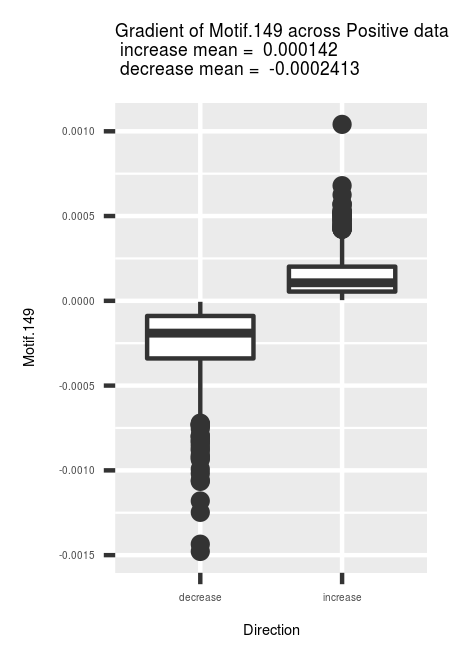 Gradient of Motif.149 across Positive data
increase mean =  0.000142
decrease mean =  -0.0002413
0.0010
0.0005
0.0000
-0.0005
-0.0010
-0.0015
Motif.149
decrease
increase
Direction